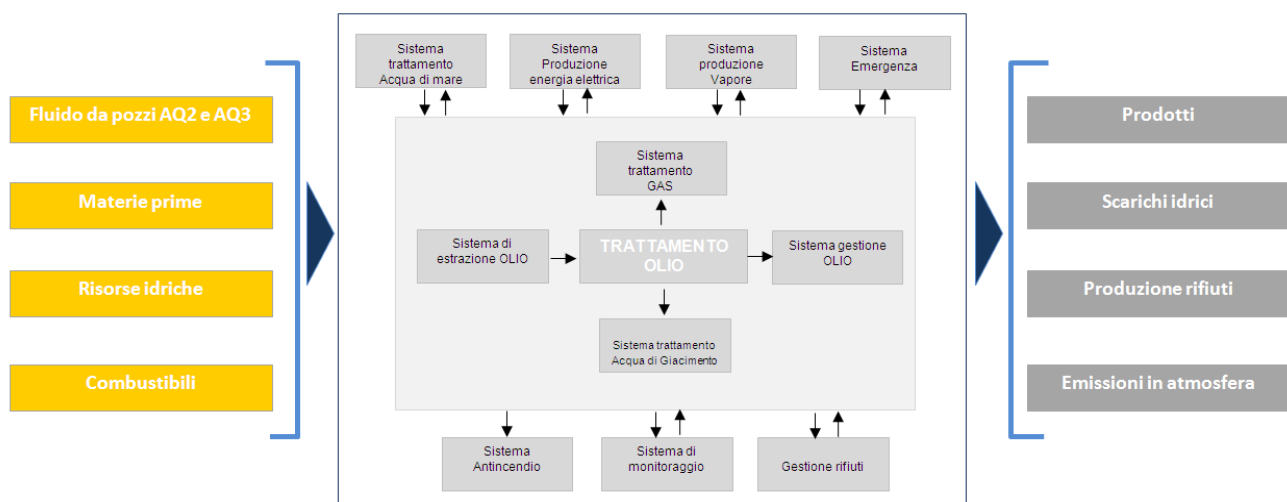 Fluido da pozzi AQ2 e AQ3
Materie prime
Risorse idriche
Combustibili
Sistema
trattamento
Acqua di mare
Sistema
Produzione
energia elettrica
Sistema
produzione
Vapore
Sistema
Emergenza
Sistema
trattamento
GAS
Sistema di
estrazione OLIO
TRATTAMENTO
OLIO
Sistema gestione
OLIO
Sistema trattamento
Acqua di Giacimento
Sistema
Antincendio
Sistema di
monitoraggio
Gestione rifiuti
Prodotti
Scarichi idrici
Produzione rifiuti
Emissioni in atmosfera